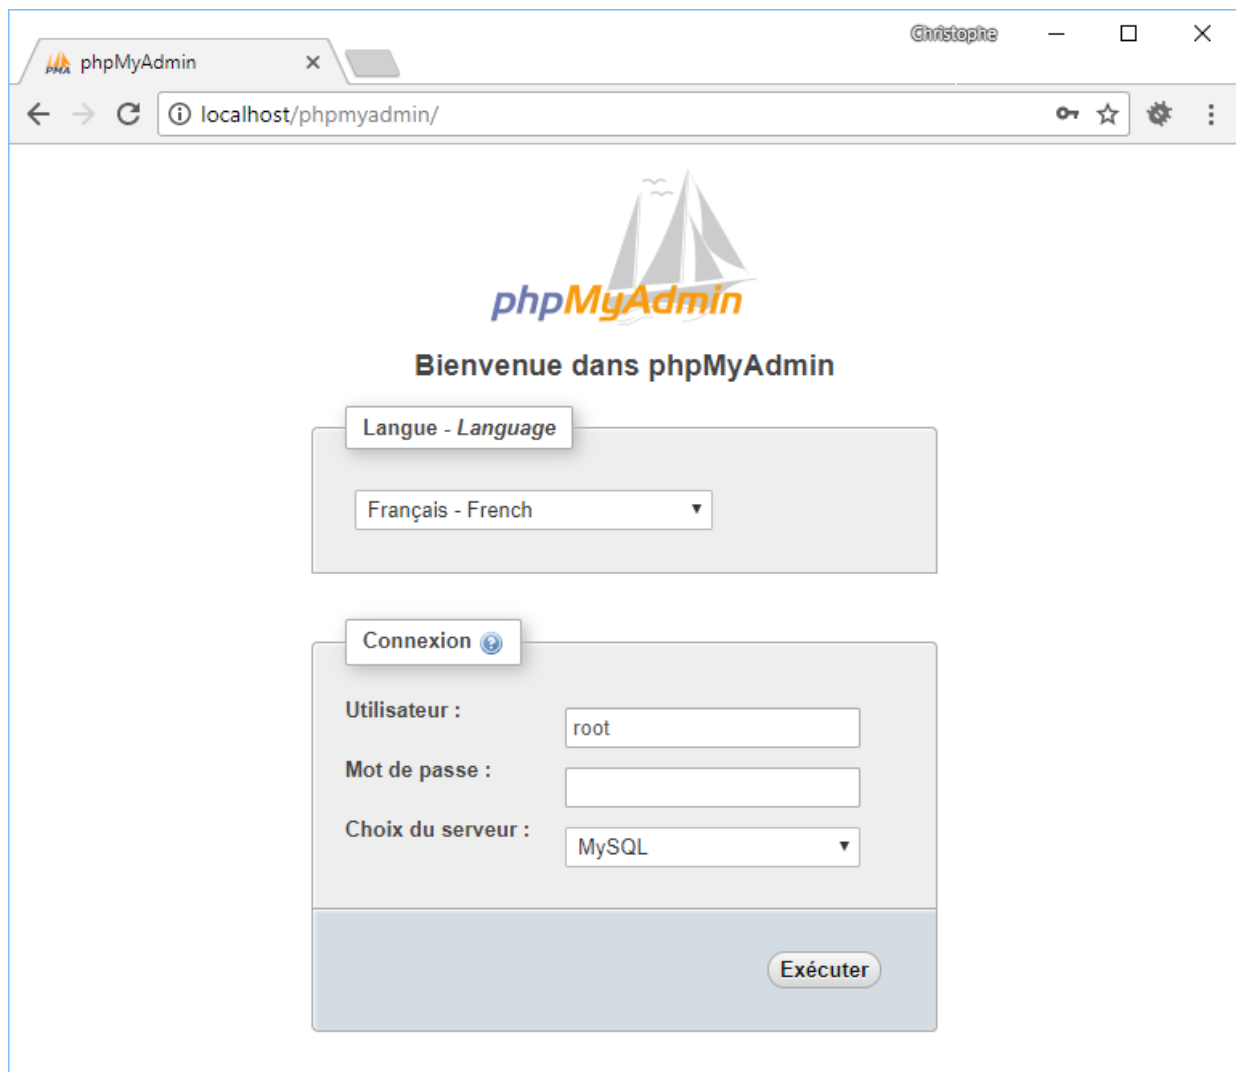 Christophe
phpMyAdmin
localhost/phpmyadmin/
phpMyAdmin
Bienvenue dans phpMyAdmin
Langue - Language
Français - French
Connexion
Utilisateur :
root
Mot de passe :
Choix du serveur :
MySQL
Exécuter